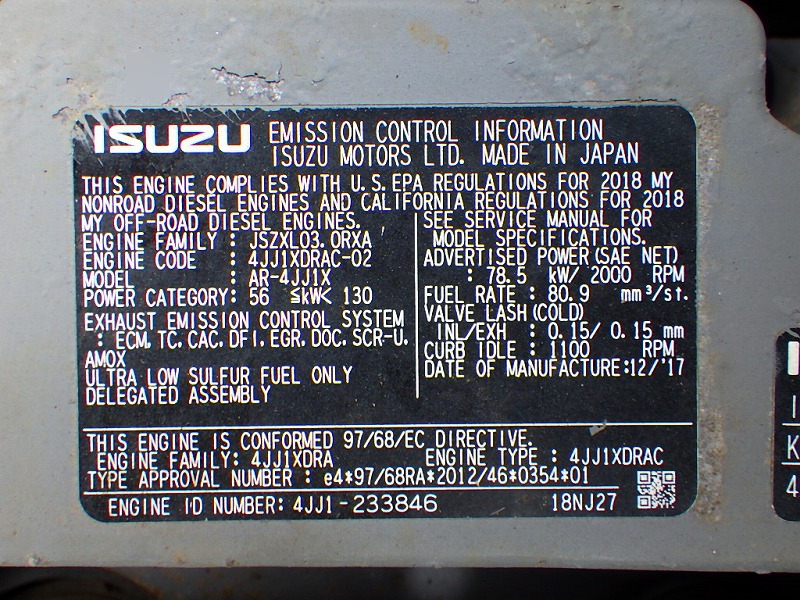 ISUZU EMISSION CONTROL INFORMATION
ISUZU MOTORS LTD. MADE IN JAPAN
THIS ENGINE COMPLIES WITH U.S.EPA REGULATIONS FOR 2018 MY
NONROAD DIESEL ENGINES AND CALIFORNIA REGULATIONS FOR 2018
MY OFF-ROAD DIESEL ENGINES.
ENGINE FAMILY : JSZXL03.0RXA
ENGINE CODE : 4JJ1XDRAC-02
MODEL : AR-4JJ1X
POWER CATEGORY: 56 ≦kW< 130
EXHAUST EMISSION CONTROL SYSTEM
: ECM, TC, CAC, DFI, EGR, DOC, SCR-U,
AMOX
ULTRA LOW SULFUR FUEL ONLY
DELEGATED ASSEMBLY
SEE SERVICE MANUAL FOR
MODEL SPECIFICATIONS.
ADVERTISED POWER(SAE NET)
: 78.5 kW/ 2000 RPM
FUEL RATE : 80.9 mm³/st.
VALVE LASH(COLD)
INL/EXH : 0.15/ 0.15 mm
CURB IDLE : 1100 RPM
DATE OF MANUFACTURE:12/'17
THIS ENGINE IS CONFORMED 97/68/EC DIRECTIVE.
ENGINE FAMILY: 4JJ1XDRA ENGINE TYPE : 4JJ1XDRAC
TYPE APPROVAL NUMBER : e4*97/68RA*2012/46*0354*01
ENGINE ID NUMBER: 4JJ1-233846 18NJ27
K
4